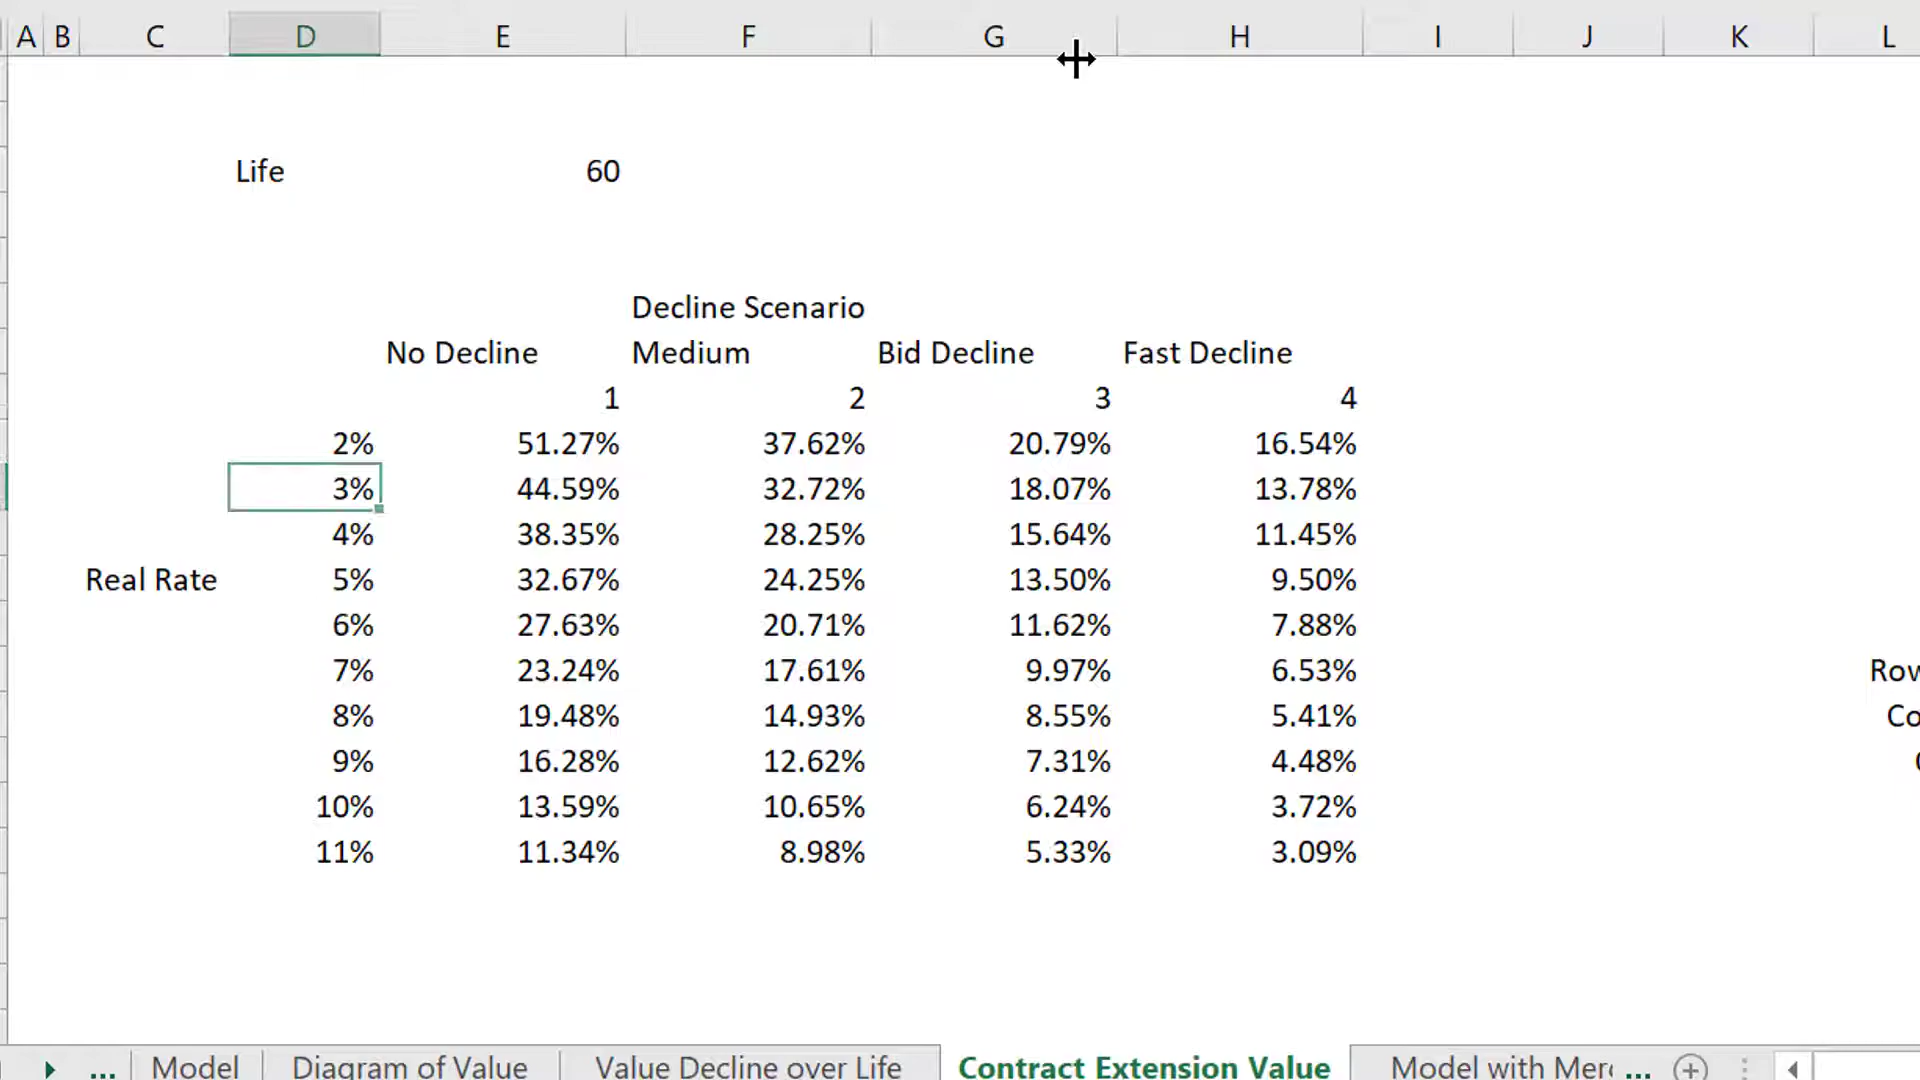 A B C D E F G H I J K L
Life 60
Decline Scenario
No Decline Medium Bid Decline Fast Decline
1 2 3 4
2% 51.27% 37.62% 20.79% 16.54%
3% 44.59% 32.72% 18.07% 13.78%
4% 38.35% 28.25% 15.64% 11.45%
Real Rate 5% 32.67% 24.25% 13.50% 9.50%
6% 27.63% 20.71% 11.62% 7.88%
7% 23.24% 17.61% 9.97% 6.53% Row
8% 19.48% 14.93% 8.55% 5.41% Co
9% 16.28% 12.62% 7.31% 4.48%
10% 13.59% 10.65% 6.24% 3.72%
11% 11.34% 8.98% 5.33% 3.09%
... Model Diagram of Value Value Decline over Life Contract Extension Value Model with Merc ...